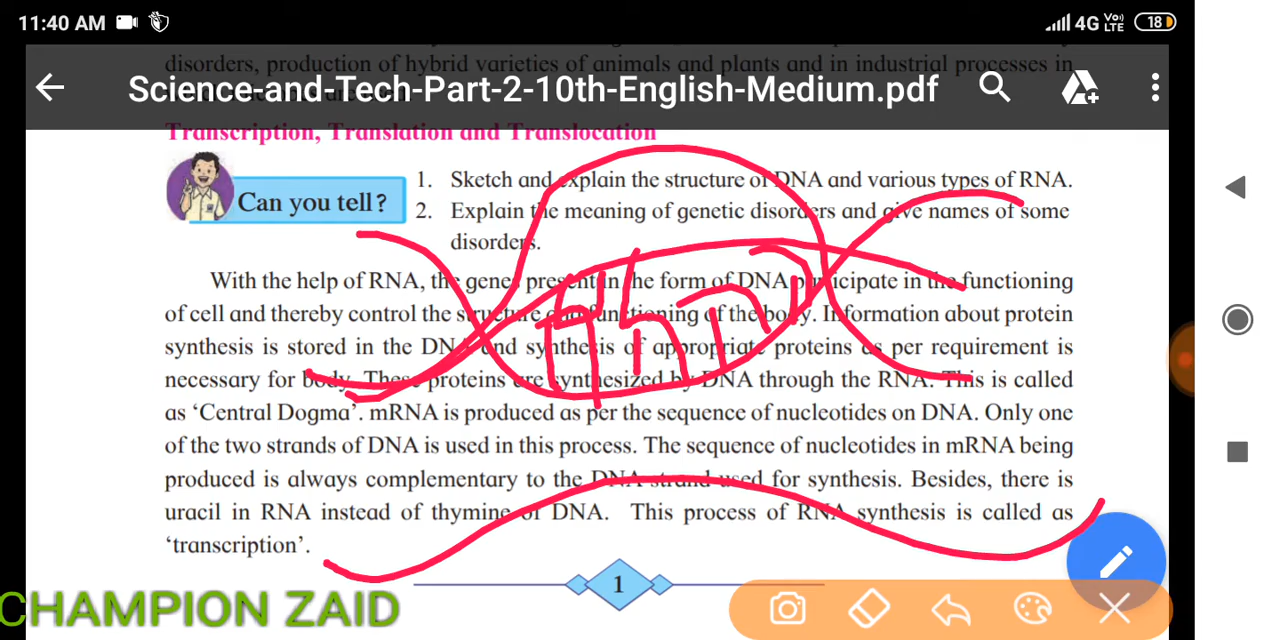 11:40 AM
4G Vo) LTE 18
disorders, production of hybrid varieties of animals and plants and in industrial processes in
Science-and-Tech-Part-2-10th-English-Medium.pdf
Transcription, Translation and Translocation
Can you tell?
1. Sketch and explain the structure of DNA and various types of RNA.
2. Explain the meaning of genetic disorders and give names of some
disorders.
With the help of RNA, the genes present in the form of DNA participate in the functioning
of cell and thereby control the structure and functioning of the body. Information about protein
synthesis is stored in the DNA and synthesis of appropriate proteins as per requirement is
necessary for body. These proteins are synthesized by DNA through the RNA. This is called
as ‘Central Dogma’. mRNA is produced as per the sequence of nucleotides on DNA. Only one
of the two strands of DNA is used in this process. The sequence of nucleotides in mRNA being
produced is always complementary to the DNA strand used for synthesis. Besides, there is
uracil in RNA instead of thymine of DNA. This process of RNA synthesis is called as
‘transcription’.
1
CHAMPION ZAID